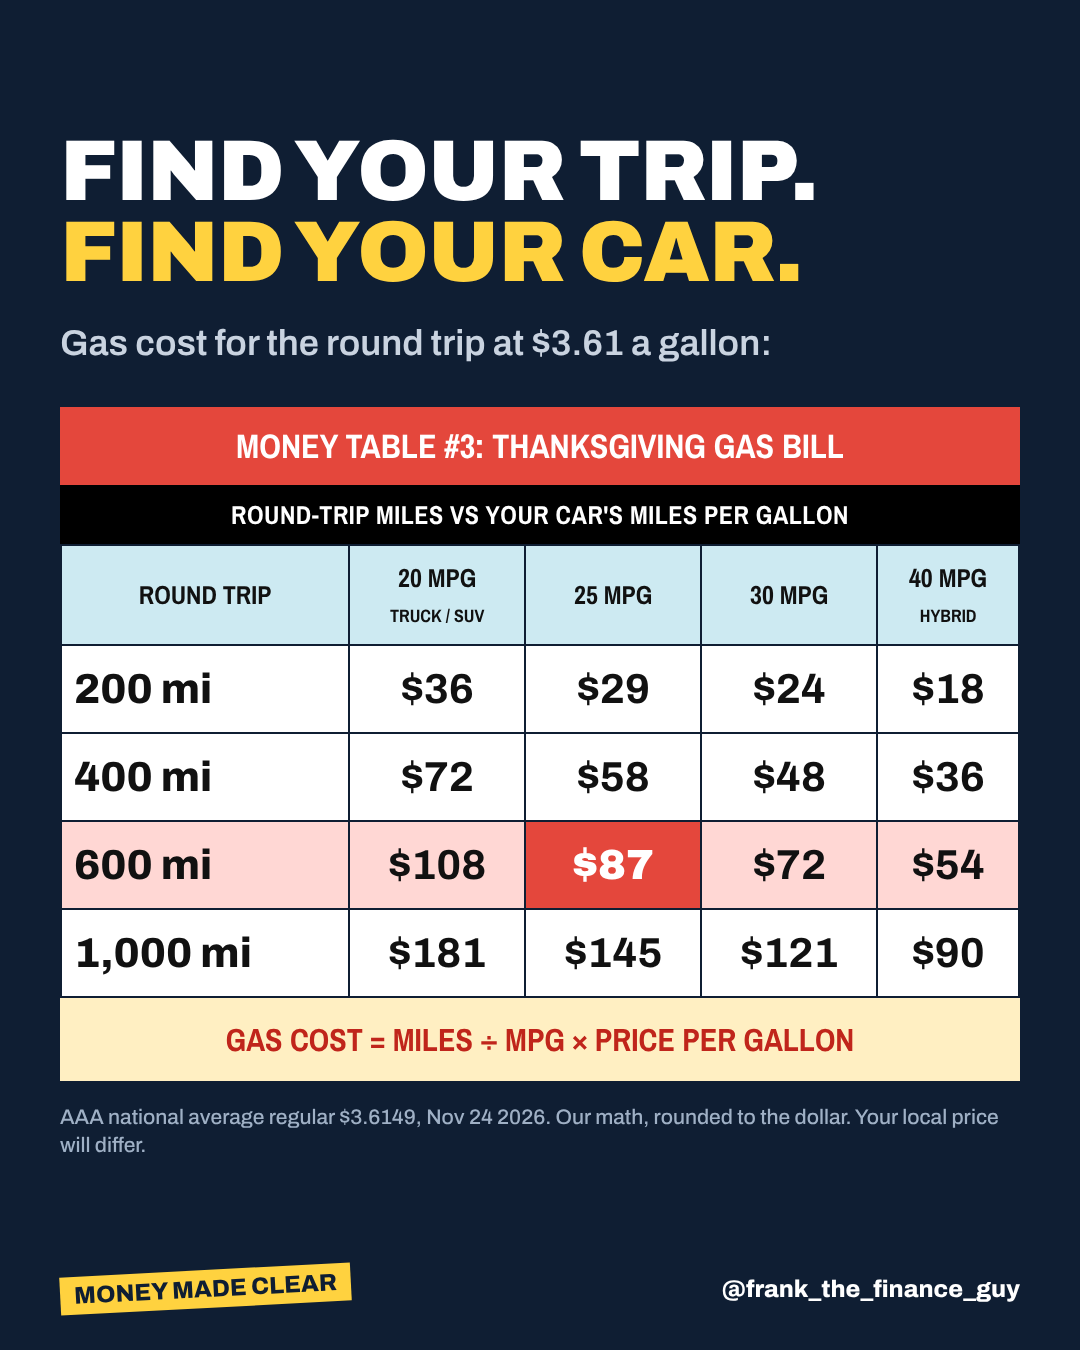 FIND YOUR TRIP.
FIND YOUR CAR.
Gas cost for the round trip at $3.61 a gallon:
MONEY TABLE #3: THANKSGIVING GAS BILL
ROUND-TRIP MILES VS YOUR CAR'S MILES PER GALLON
ROUND TRIP
20 MPG
TRUCK / SUV
25 MPG
30 MPG
40 MPG
HYBRID
200 mi $36 $29 $24 $18
400 mi $72 $58 $48 $36
600 mi $108 $87 $72 $54
1,000 mi $181 $145 $121 $90
GAS COST = MILES ÷ MPG × PRICE PER GALLON
AAA national average regular $3.6149, Nov 24 2026. Our math, rounded to the dollar. Your local price
will differ.
MONEY MADE CLEAR
@frank_the_finance_guy